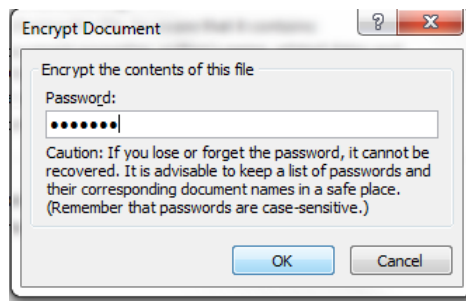 Encrypt Document
Encrypt the contents of this file
Password:
•••••••
Caution: If you lose or forget the password, it cannot be
recovered. It is advisable to keep a list of passwords and
their corresponding document names in a safe place.
(Remember that passwords are case-sensitive.)
OK Cancel